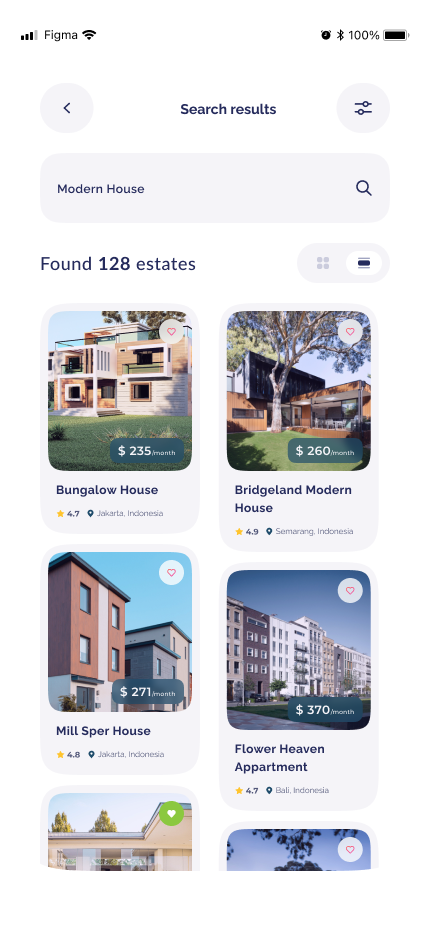 Figma
100%
Search results
Modern House
Found 128 estates
$ 235/month
Bungalow House
4.7 Jakarta, Indonesia
$ 260/month
Bridgeland Modern
House
4.9 Semarang, Indonesia
$ 271/month
Mill Sper House
4.8 Jakarta, Indonesia
$ 370/month
Flower Heaven
Appartment
4.7 Bali, Indonesia